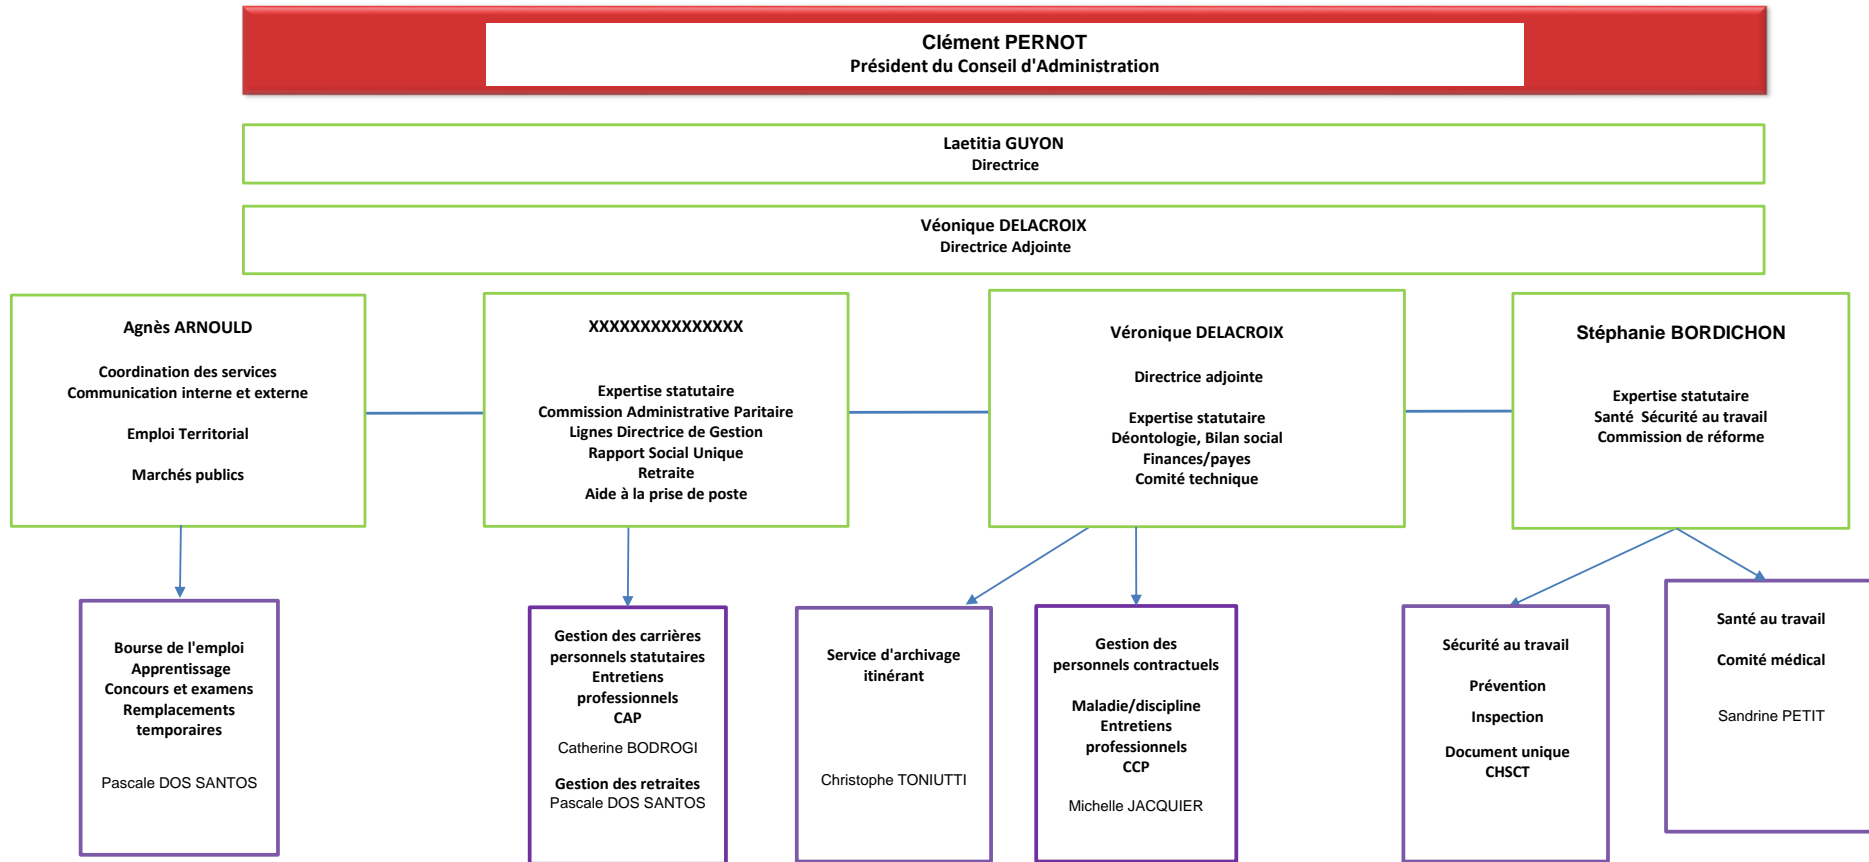 Clément PERNOT
Président du Conseil d'Administration
Laetitia GUYON
Directrice
Véonique DELACROIX
Directrice Adjointe
Agnès ARNOULD
Coordination des services
Communication interne et externe
Emploi Territorial
Marchés publics
XXXXXXXXXXXXXXX
Expertise statutaire
Commission Administrative Paritaire
Lignes Directrice de Gestion
Rapport Social Unique
Retraite
Aide à la prise de poste
Véronique DELACROIX
Directrice adjointe
Expertise statutaire
Déontologie, Bilan social
Finances/payes
Comité technique
Stéphanie BORDICHON
Expertise statutaire
Santé Sécurité au travail
Commission de réforme
Bourse de l'emploi
Apprentissage
Concours et examens
Remplacements
temporaires
Pascale DOS SANTOS
Gestion des carrières
personnels statutaires
Entretiens
professionnels
CAP
Catherine BODROGI
Gestion des retraites
Pascale DOS SANTOS
Service d'archivage
itinérant
Christophe TONIUTTI
Gestion des
personnels contractuels
Maladie/discipline
Entretiens
professionnels
CCP
Michelle JACQUIER
Sécurité au travail
Prévention
Inspection
Document unique
CHSCT
Santé au travail
Comité médical
Sandrine PETIT